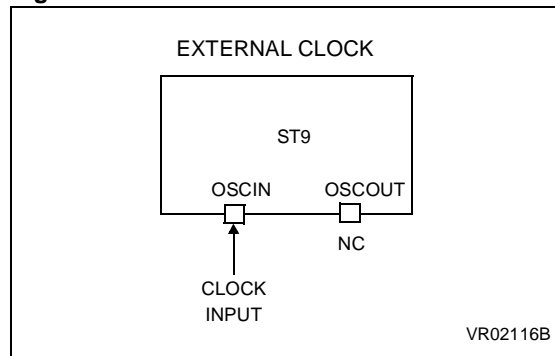 EXTERNAL CLOCK
ST9
OSCIN OSCOUT
NC
CLOCK
INPUT
VR02116B